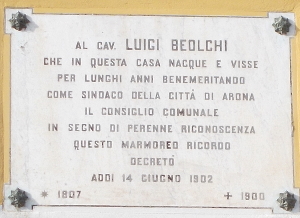 AL CAV. LUIGI BEOLCHI
CHE IN QUESTA CASA NACQUE E VISSE
PER LUNGHI ANNI BENEMERITANDO
COME SINDACO DELLA CITTÁ DI ARONA
IL CONSIGLIO COMUNALE
IN SEGNO DI PERENNE RICONOSCENZA
QUESTO MARMOREO RICORDO
DECRETÒ
ADDÌ 14 GIUGNO 1902
* 1807 + 1900